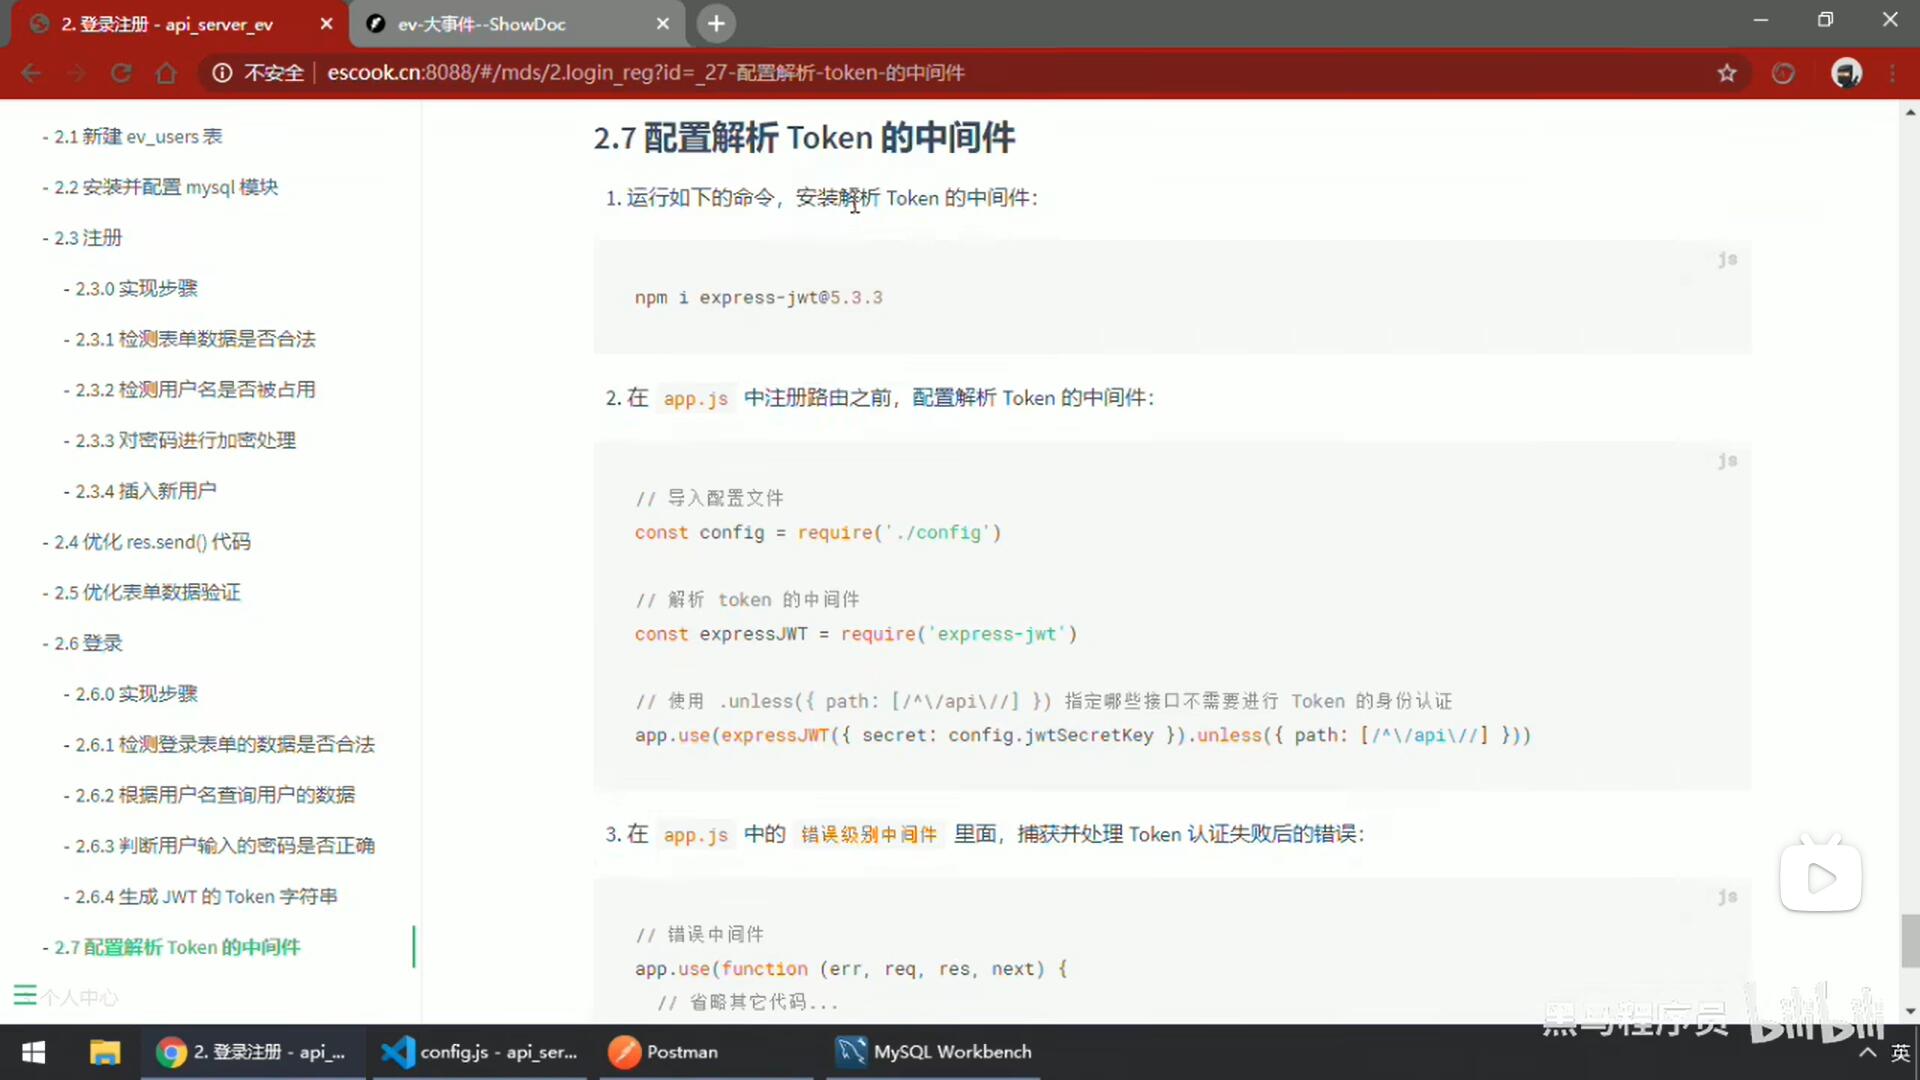 2. 登录注册 - api_server_ev
ev-大事件--ShowDoc
不安全
escook.cn:8088/#/mds/2.login_reg?id=_27-配置解析-token-的中间件
- 2.1 新建 ev_users 表
- 2.2 安装并配置 mysql 模块
- 2.3 注册
- 2.3.0 实现步骤
- 2.3.1 检测表单数据是否合法
- 2.3.2 检测用户名是否被占用
- 2.3.3 对密码进行加密处理
- 2.3.4 插入新用户
- 2.4 优化 res.send() 代码
- 2.5 优化表单数据验证
- 2.6 登录
- 2.6.0 实现步骤
- 2.6.1 检测登录表单的数据是否合法
- 2.6.2 根据用户名查询用户的数据
- 2.6.3 判断用户输入的密码是否正确
- 2.6.4 生成 JWT 的 Token 字符串
- 2.7 配置解析 Token 的中间件
个人中心
2.7 配置解析 Token 的中间件
1. 运行如下的命令，安装解析 Token 的中间件：
js
npm i express-jwt@5.3.3
2. 在 app.js 中注册路由之前，配置解析 Token 的中间件：
js
// 导入配置文件
const config = require('./config')
// 解析 token 的中间件
const expressJWT = require('express-jwt')
// 使用 .unless({ path: [/^\/api\//] }) 指定哪些接口不需要进行 Token 的身份认证
app.use(expressJWT({ secret: config.jwtSecretKey }).unless({ path: [/^\/api\//] }))
3. 在 app.js 中的 错误级别中间件 里面，捕获并处理 Token 认证失败后的错误：
js
// 错误中间件
app.use(function (err, req, res, next) {
// 省略其它代码...
黑马程序员 bilibili
2. 登录注册 - api_...
config.js - api_ser...
Postman
MySQL Workbench
英